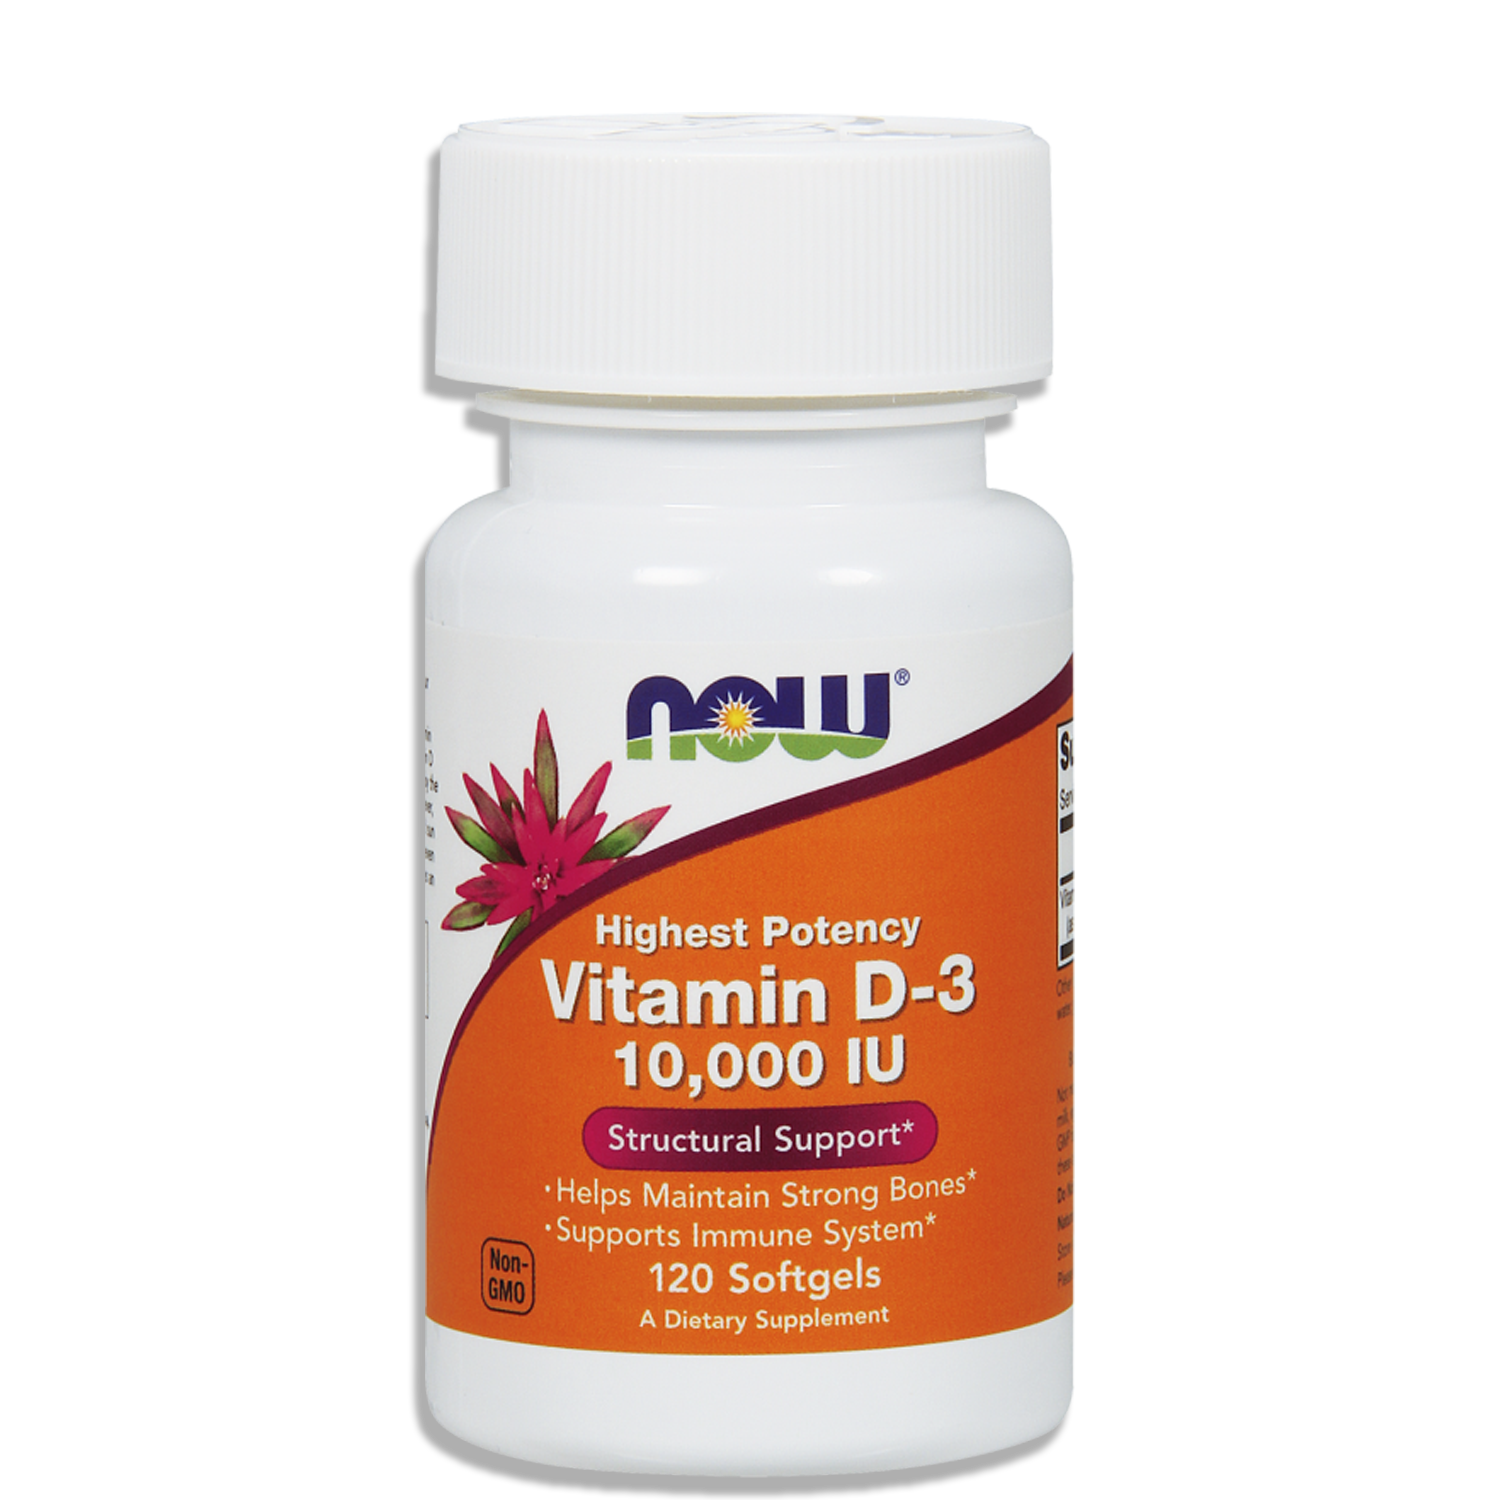 now®
Highest Potency
Vitamin D-3
10,000 IU
Structural Support*
· Helps Maintain Strong Bones*
· Supports Immune System*
Non-
GMO
120 Softgels
A Dietary Supplement